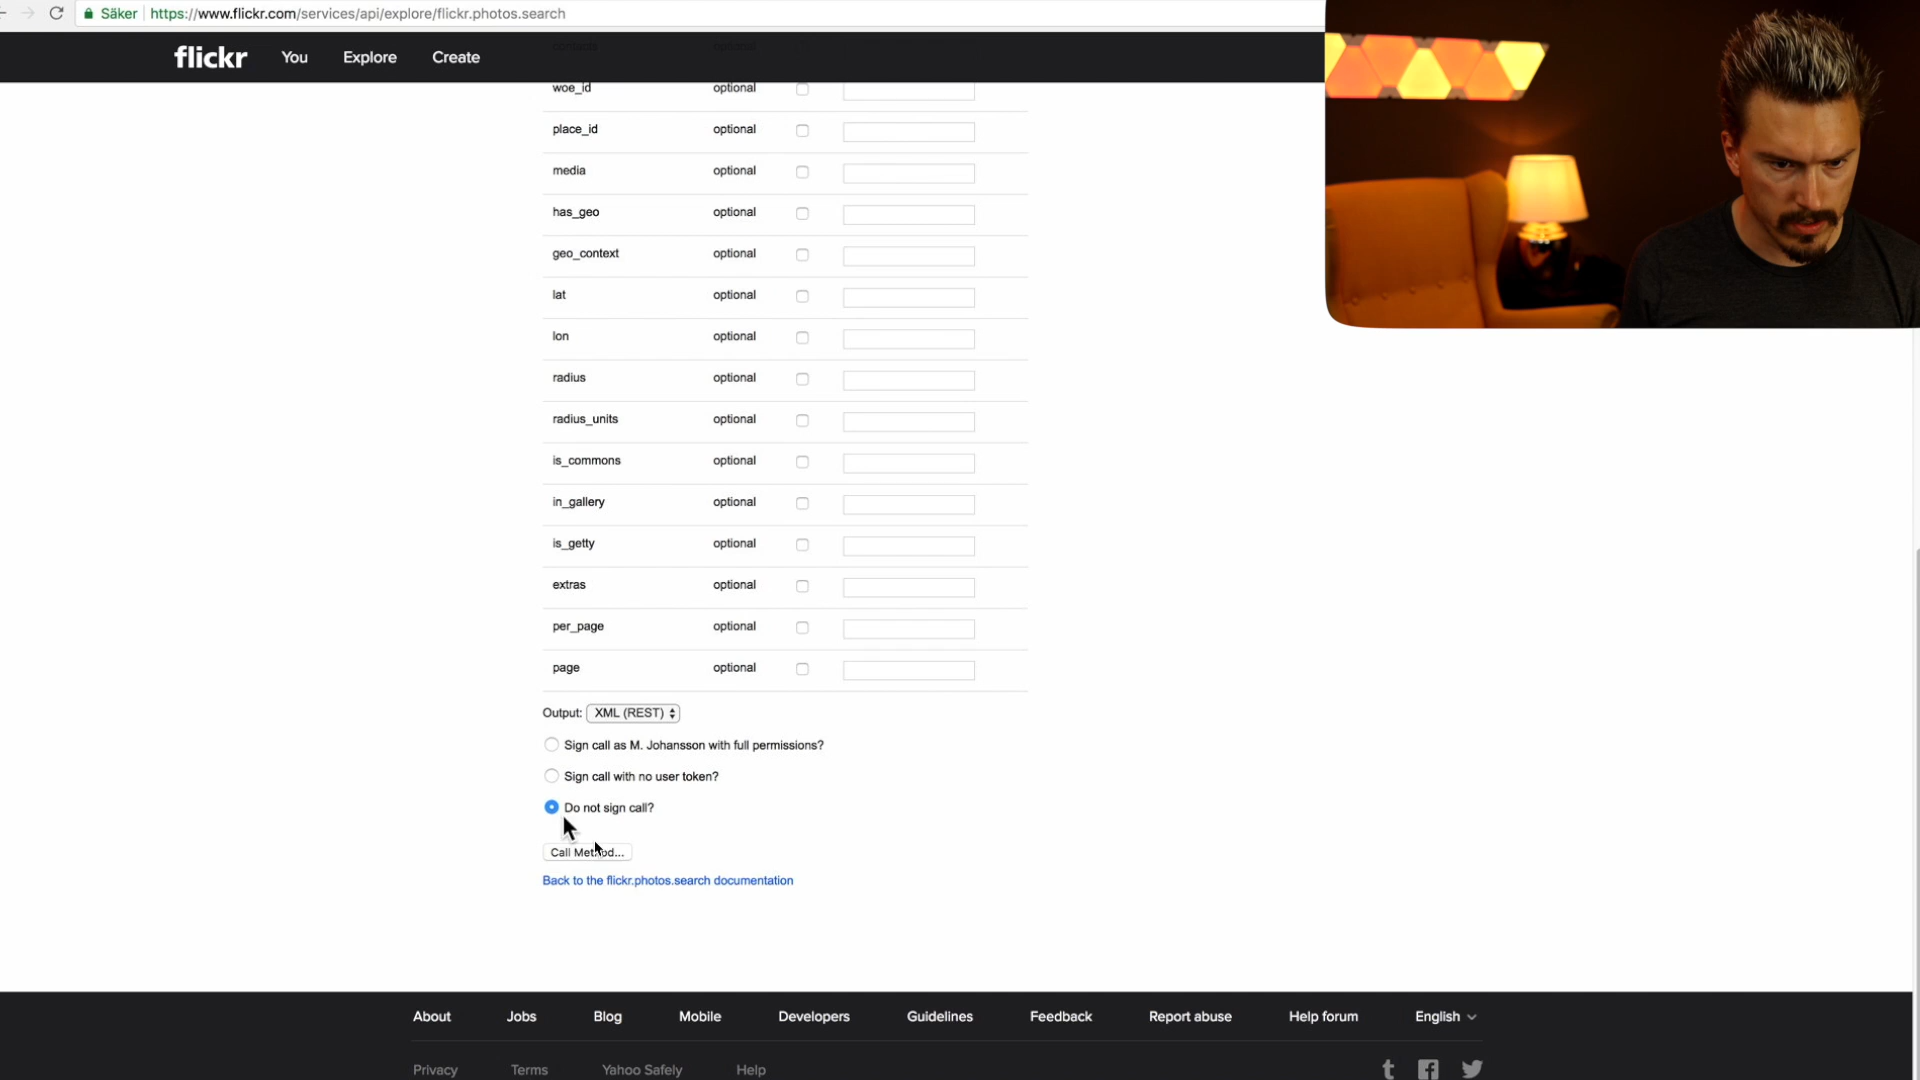 Säker https://www.flickr.com/services/api/explore/flickr.photos.search
flickr You Explore Create
woe_id optional
place_id optional
media optional
has_geo optional
geo_context optional
lat optional
lon optional
radius optional
radius_units optional
is_commons optional
in_gallery optional
is_getty optional
extras optional
per_page optional
page optional
Output: XML (REST)
Sign call as M. Johansson with full permissions?
Sign call with no user token?
Do not sign call?
Call Method...
Back to the flickr.photos.search documentation
About Jobs Blog Mobile Developers Guidelines Feedback Report abuse Help forum English
Privacy Terms Yahoo Safely Help